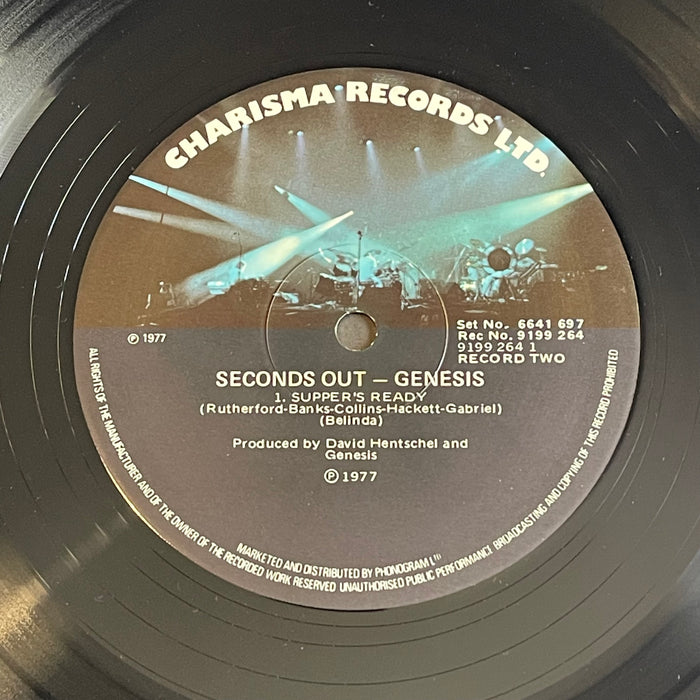 CHARISMA RECORDS LTD.
℗ 1977
Set No. 6641 697
Rec No. 9199 264
9199 264 1
RECORD TWO
SECONDS OUT — GENESIS
1. SUPPER'S READY
(Rutherford-Banks-Collins-Hackett-Gabriel)
(Belinda)
Produced by David Hentschel and
Genesis
℗ 1977
ALL RIGHTS OF THE MANUFACTURER AND OF THE OWNER OF THE RECORDED WORK RESERVED UNAUTHORISED PUBLIC PERFORMANCE BROADCASTING AND COPYING OF THIS RECORD PROHIBITED
MARKETED AND DISTRIBUTED BY PHONOGRAM LTD